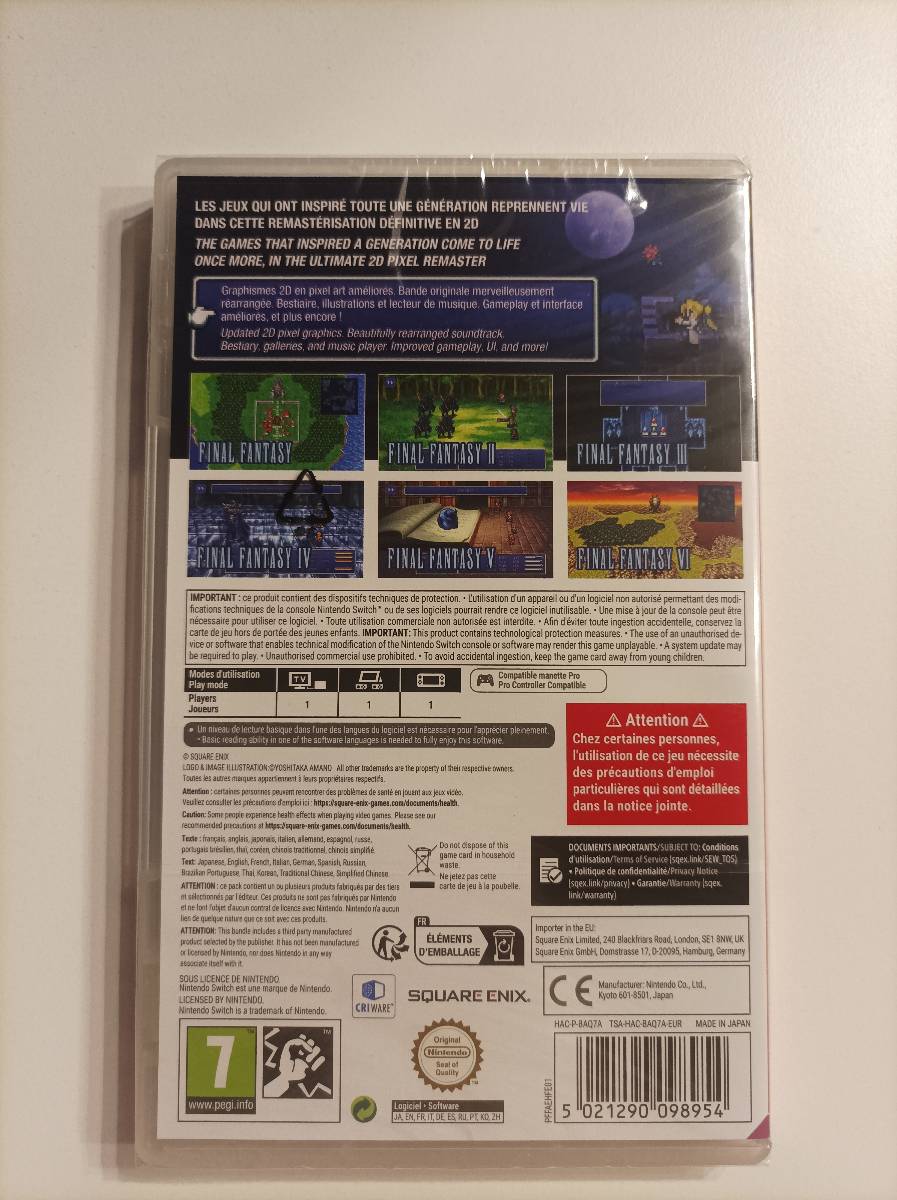 LES JEUX QUI ONT INSPIRÉ TOUTE UNE GÉNÉRATION REPRENNENT VIE
DANS CETTE REMASTÉRISATION DÉFINITIVE EN 2D
THE GAMES THAT INSPIRED A GENERATION COME TO LIFE
ONCE MORE, IN THE ULTIMATE 2D PIXEL REMASTER
Graphismes 2D en pixel art améliorés. Bande originale merveilleusement
réarrangée. Bestiaire, illustrations et lecteur de musique. Gameplay et interface
améliorés, et plus encore !
Updated 2D pixel graphics. Beautifully rearranged soundtrack.
Bestiary, galleries, and music player. Improved gameplay, UI, and more!
FINAL FANTASY
FINAL FANTASY II
FINAL FANTASY III
FINAL FANTASY IV
FINAL FANTASY V
FINAL FANTASY VI
IMPORTANT : ce produit contient des dispositifs techniques de protection. • L'utilisation d'un appareil ou d'un logiciel non autorisé permettant des modi-
fications techniques de la console Nintendo Switch™ ou de ses logiciels pourrait rendre ce logiciel inutilisable. • Une mise à jour de la console peut être
nécessaire pour utiliser ce logiciel. • Toute utilisation commerciale non autorisée est interdite. • Afin d'éviter toute ingestion accidentelle, conservez la
carte de jeu hors de portée des jeunes enfants. IMPORTANT: This product contains technological protection measures. • The use of an unauthorised de-
vice or software that enables technical modification of the Nintendo Switch console or software may render this game unplayable. • A system update may
be required to play. • Unauthorised commercial use prohibited. • To avoid accidental ingestion, keep the game card away from young children.
Modes d'utilisation
Play mode
TV
Compatible manette Pro
Pro Controller Compatible
Players
Joueurs
1
1
1
• Un niveau de lecture basique dans l'une des langues du logiciel est nécessaire pour l'apprécier pleinement.
• Basic reading ability in one of the software languages is needed to fully enjoy this software.
© SQUARE ENIX
LOGO & IMAGE ILLUSTRATION:©YOSHITAKA AMANO All other trademarks are the property of their respective owners.
Toutes les autres marques appartiennent à leurs propriétaires respectifs.
Attention : certaines personnes peuvent rencontrer des problèmes de santé en jouant aux jeux vidéo.
Veuillez consulter les précautions d'emploi ici : https://square-enix-games.com/documents/health.
Caution: Some people experience health effects when playing video games. Please see our
recommended precautions at https://square-enix-games.com/documents/health.
Attention
Chez certaines personnes,
l'utilisation de ce jeu nécessite
des précautions d'emploi
particulières qui sont détaillées
dans la notice jointe.
Texte : français, anglais, japonais, italien, allemand, espagnol, russe,
portugais brésilien, thaï, coréen, chinois traditionnel, chinois simplifié.
Text: Japanese, English, French, Italian, German, Spanish, Russian,
Brazilian Portuguese, Thai, Korean, Traditional Chinese, Simplified Chinese.
ATTENTION : ce pack contient un ou plusieurs produits fabriqués par des tiers
et sélectionnés par l'éditeur. Ces produits ne sont pas fabriqués par Nintendo
et ne font l'objet d'aucun contrat de licence avec Nintendo. Nintendo n'a aucun
lien de quelque nature que ce soit avec ces produits.
ATTENTION: This bundle includes a third party manufactured
product selected by the publisher. It has not been manufactured
or licensed by Nintendo, nor does Nintendo in any way
associate itself with it.
Do not dispose of this
game card in household
waste.
Ne jetez pas cette
carte de jeu à la poubelle.
DOCUMENTS IMPORTANTS/SUBJECT TO: Conditions
d'utilisation/Terms of Service (sqex.link/SEW_TOS)
• Politique de confidentialité/Privacy Notice
(sqex.link/privacy) • Garantie/Warranty (sqex.
link/warranty)
FR
ÉLÉMENTS
D'EMBALLAGE
Importer in the EU:
Square Enix Limited, 240 Blackfriars Road, London, SE1 8NW, UK
Square Enix GmbH, Domstrasse 17, D-20095, Hamburg, Germany
SOUS LICENCE DE NINTENDO.
Nintendo Switch est une marque de Nintendo.
LICENSED BY NINTENDO.
Nintendo Switch is a trademark of Nintendo.
CRIWARE™
SQUARE ENIX®
CE
Manufacturer: Nintendo Co., Ltd.,
Kyoto 601-8501, Japan
HAC-P-BAQ7A TSA-HAC-BAQ7A-EUR MADE IN JAPAN
7
www.pegi.info
Original
Nintendo
Seal of
Quality
Logiciel • Software
JA, EN, FR, IT, DE, ES, RU, PT, KO, ZH
PFFAEHFE01
5 021290 098954